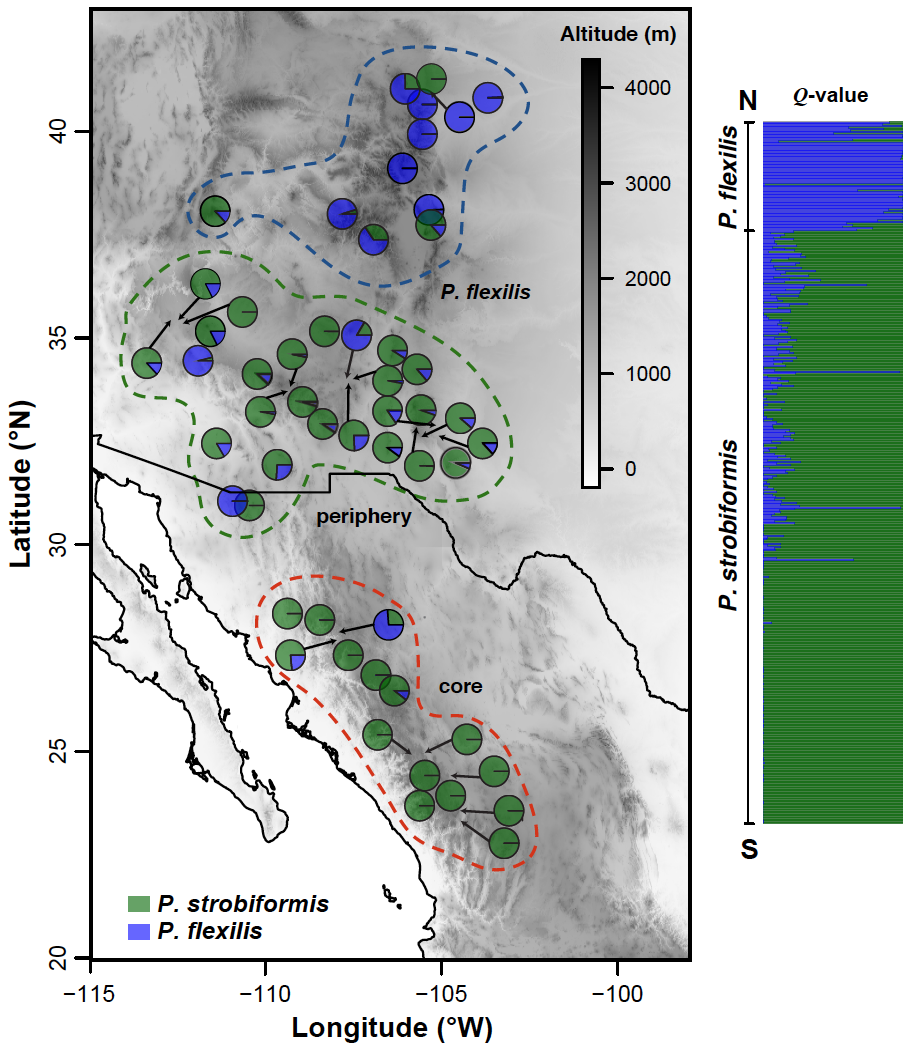 Altitude (m)
4000
3000
2000
1000
0
P. flexilis
periphery
core
P. strobiformis
P. flexilis
40
35
30
25
20
Latitude (°N)
−115
−110
−105
−100
Longitude (°W)
N
Q-value
P. flexilis
P. strobiformis
S